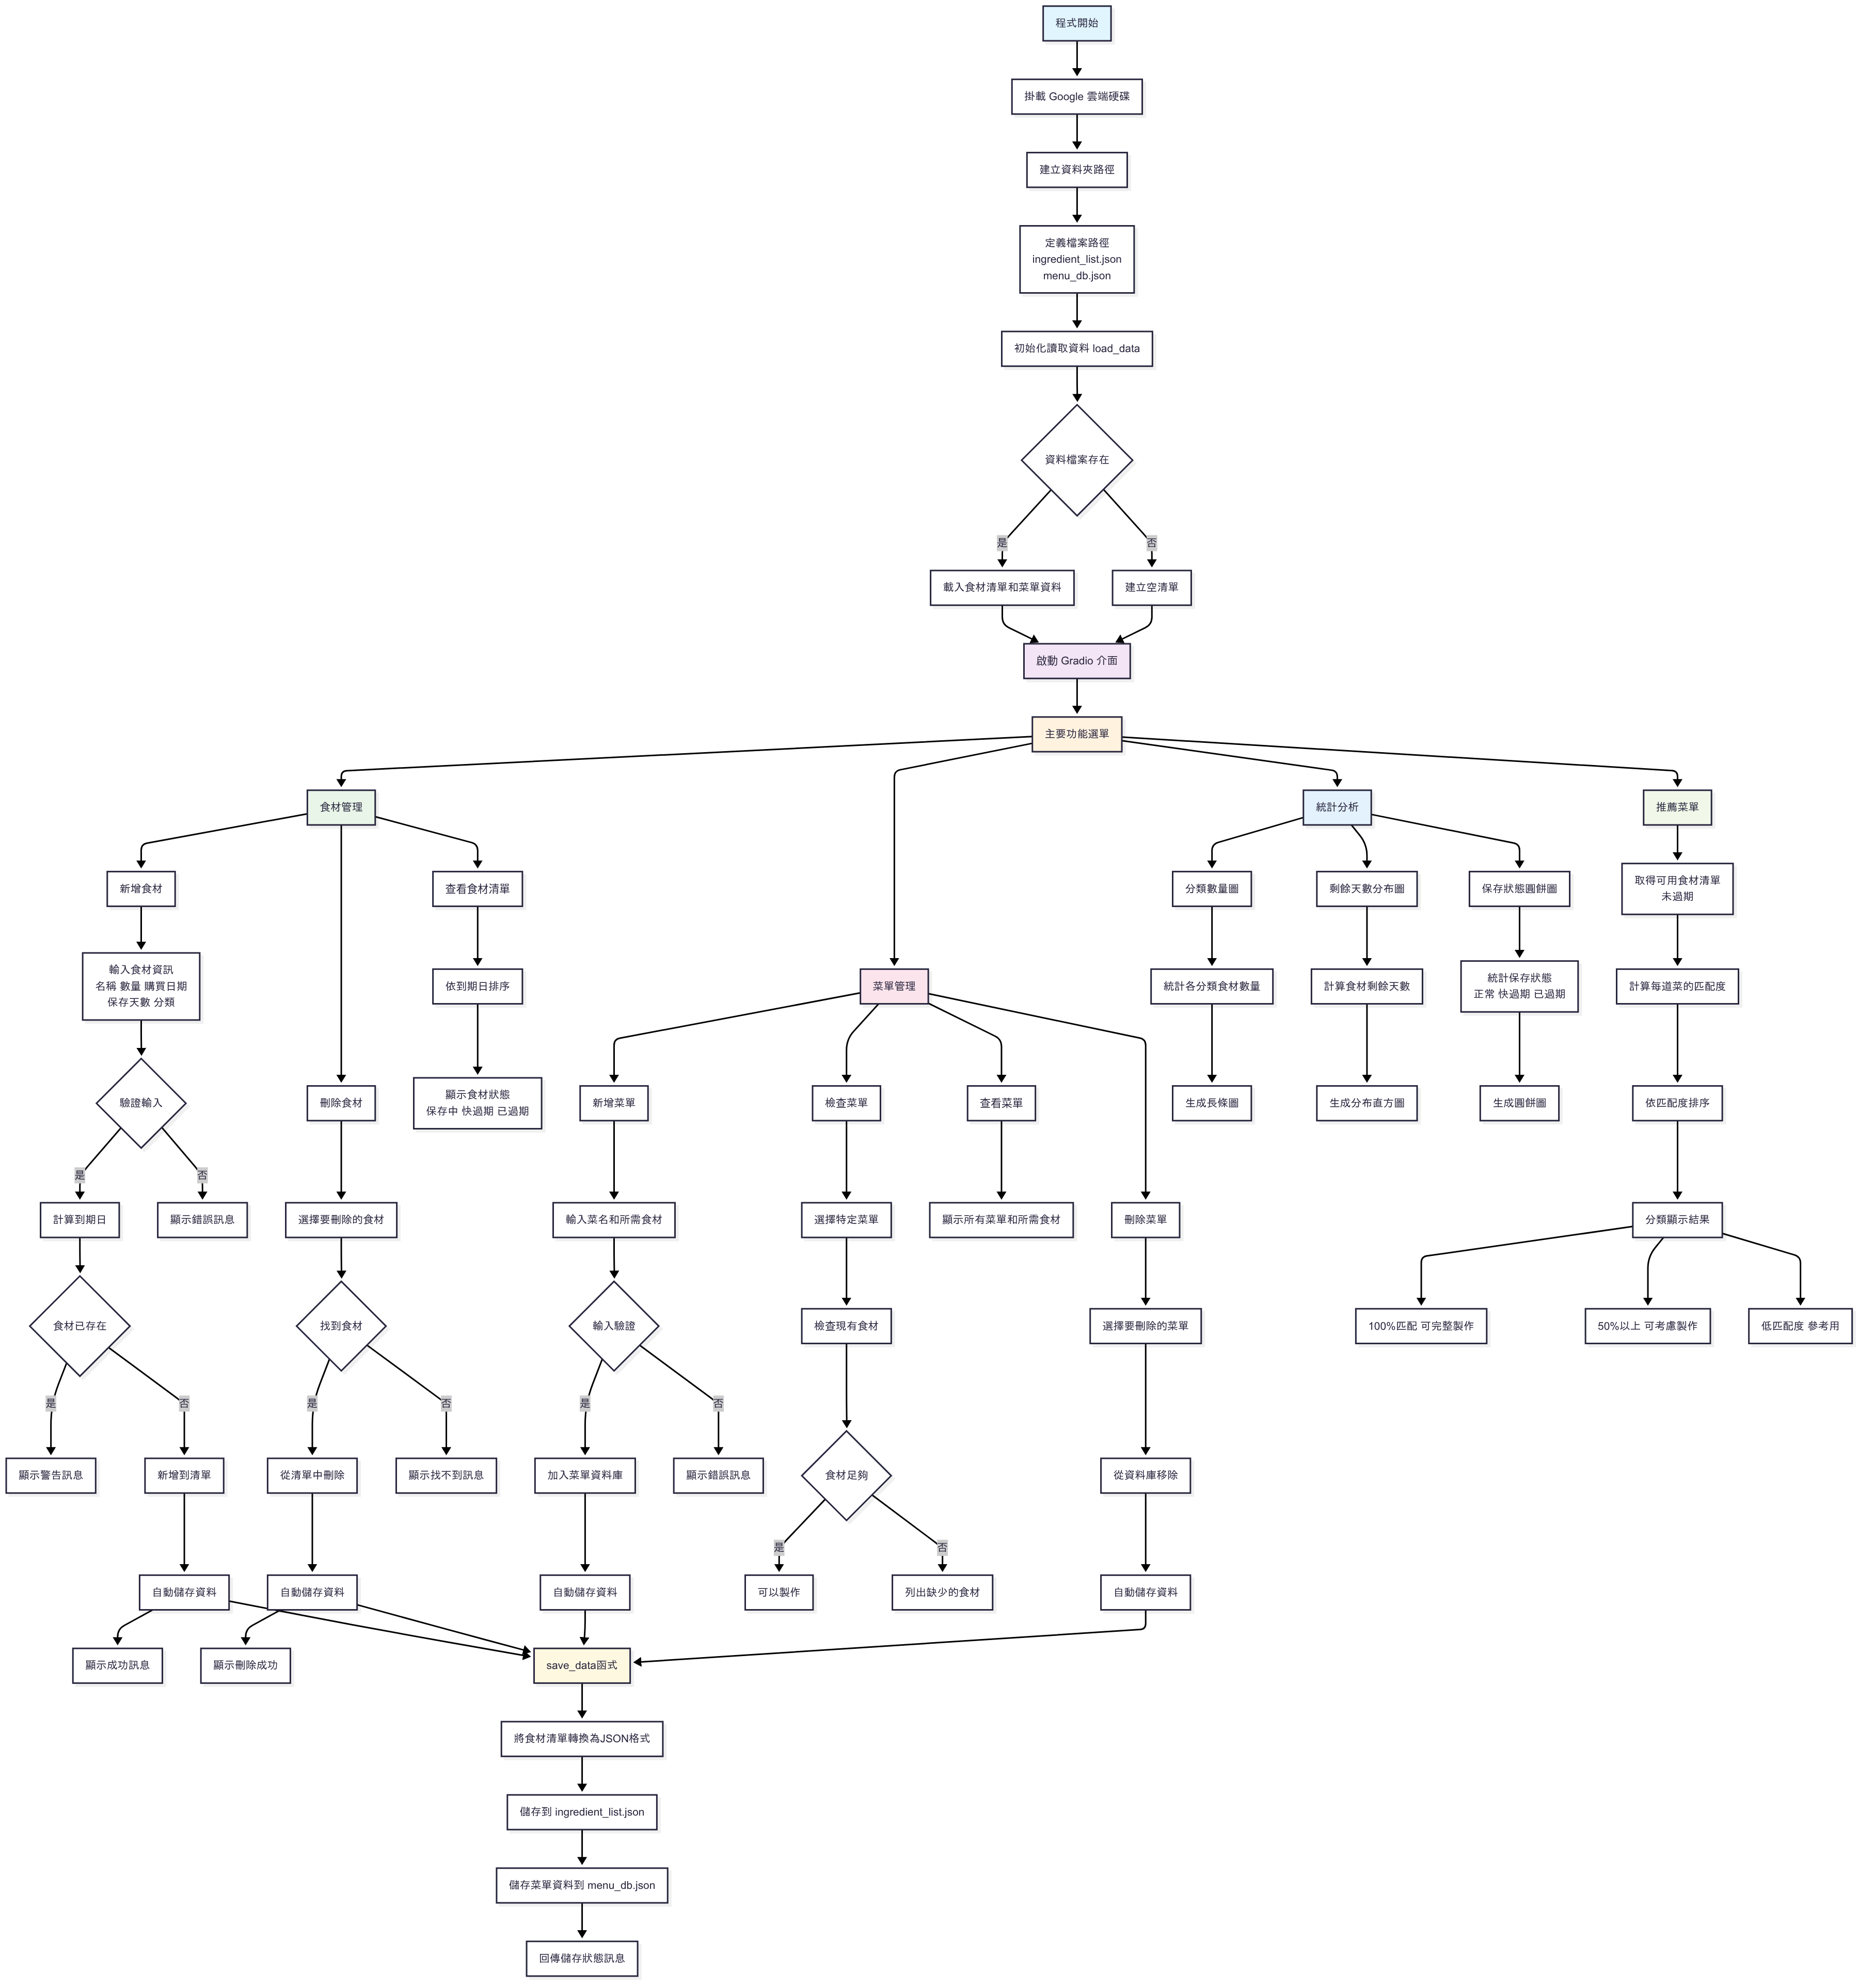 程式開始
掛載 Google 雲端硬碟
建立資料夾路徑
定義檔案路徑
ingredient_list.json
menu_db.json
初始化讀取資料 load_data
資料檔案存在
是
否
載入食材清單和菜單資料
建立空清單
啟動 Gradio 介面
主要功能選單
食材管理
統計分析
推薦菜單
新增食材
查看食材清單
分類數量圖
剩餘天數分布圖
保存狀態圓餅圖
取得可用食材清單
未過期
輸入食材資訊
名稱 數量 購買日期
保存天數 分類
依到期日排序
菜單管理
統計各分類食材數量
計算食材剩餘天數
統計保存狀態
正常 快過期 已過期
計算每道菜的匹配度
驗證輸入
刪除食材
顯示食材狀態
保存中 快過期 已過期
新增菜單
檢查菜單
查看菜單
生成長條圖
生成分布直方圖
生成圓餅圖
依匹配度排序
是
否
計算到期日
顯示錯誤訊息
選擇要刪除的食材
輸入菜名和所需食材
選擇特定菜單
顯示所有菜單和所需食材
刪除菜單
分類顯示結果
食材已存在
找到食材
輸入驗證
檢查現有食材
選擇要刪除的菜單
100%匹配 可完整製作
50%以上 可考慮製作
低匹配度 參考用
是
否
是
否
是
否
顯示警告訊息
新增到清單
從清單中刪除
顯示找不到訊息
加入菜單資料庫
顯示錯誤訊息
食材足夠
從資料庫移除
是
否
自動儲存資料
自動儲存資料
自動儲存資料
可以製作
列出缺少的食材
自動儲存資料
顯示成功訊息
顯示刪除成功
save_data函式
將食材清單轉換為JSON格式
儲存到 ingredient_list.json
儲存菜單資料到 menu_db.json
回傳儲存狀態訊息